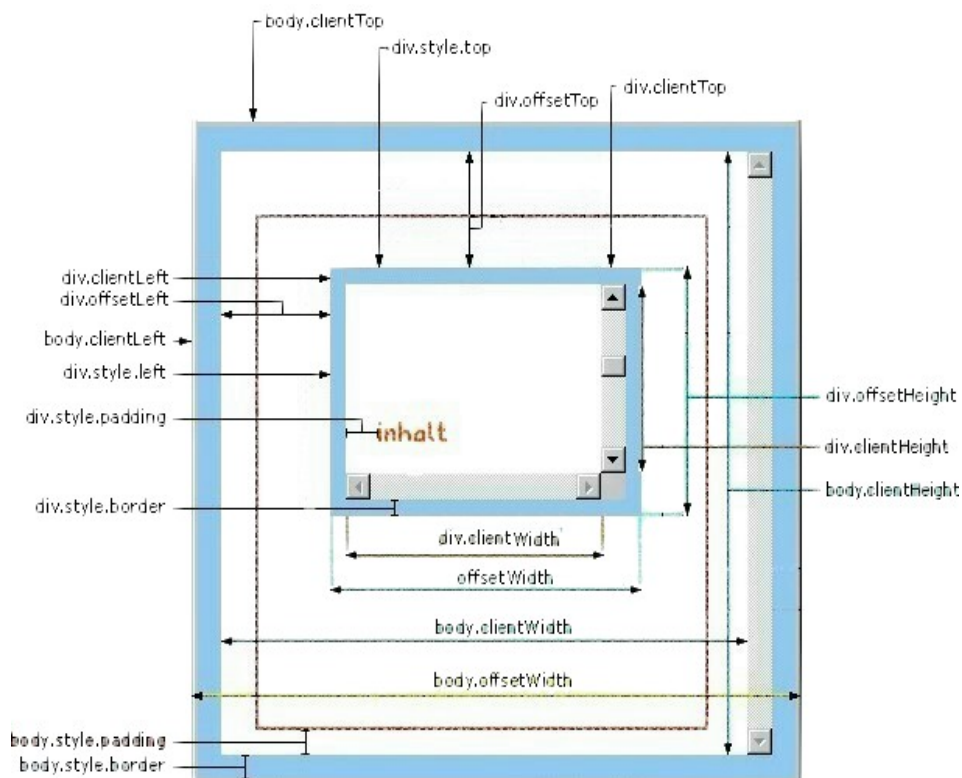 body.clientTop
div.style.top
div.clientTop
div.offsetTop
div.clientLeft
div.offsetLeft
body.clientLeft
div.style.left
div.offsetHeight
div.style.padding
inhalt
div.clientHeight
body.clientHeight
div.style.border
div.clientWidth
offsetWidth
body.clientWidth
body.offsetWidth
body.style.padding
body.style.border